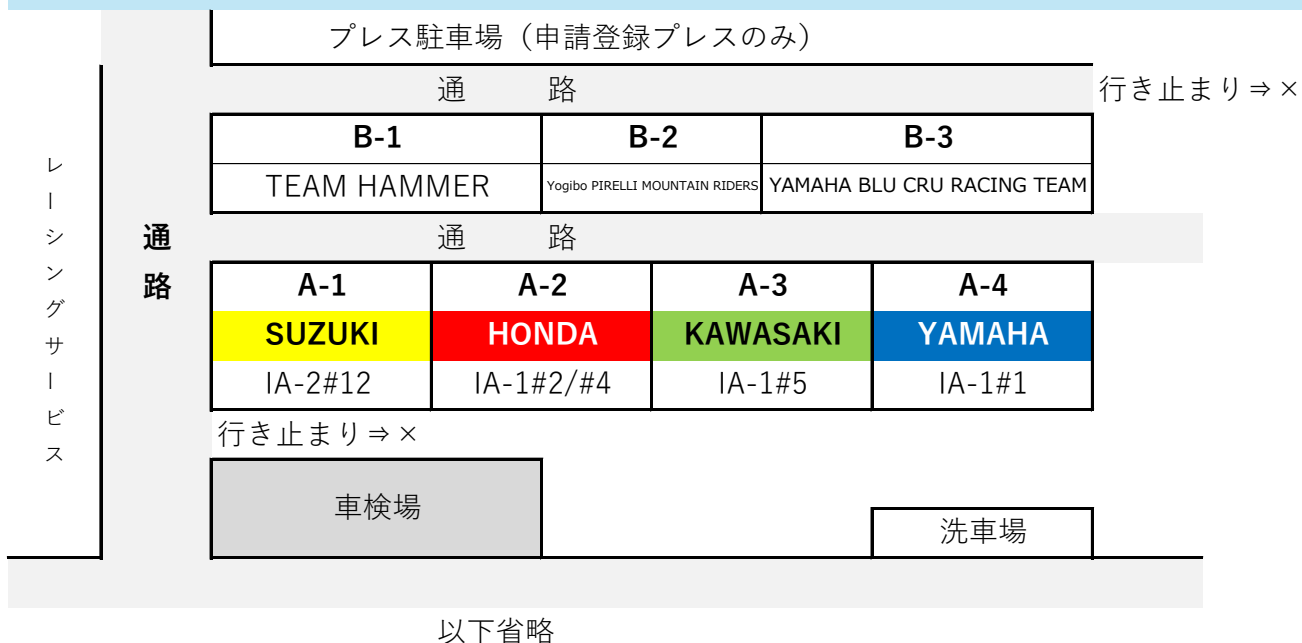 プレス駐車場（申請登録プレスのみ）
通　　路
行き止まり⇒×
B-1
B-2
B-3
TEAM HAMMER
Yogibo PIRELLI MOUNTAIN RIDERS
YAMAHA BLU CRU RACING TEAM
レーシングサービス
通路
通　　路
A-1
A-2
A-3
A-4
SUZUKI
HONDA
KAWASAKI
YAMAHA
IA-2#12
IA-1#2/#4
IA-1#5
IA-1#1
行き止まり⇒×
車検場
洗車場
以下省略